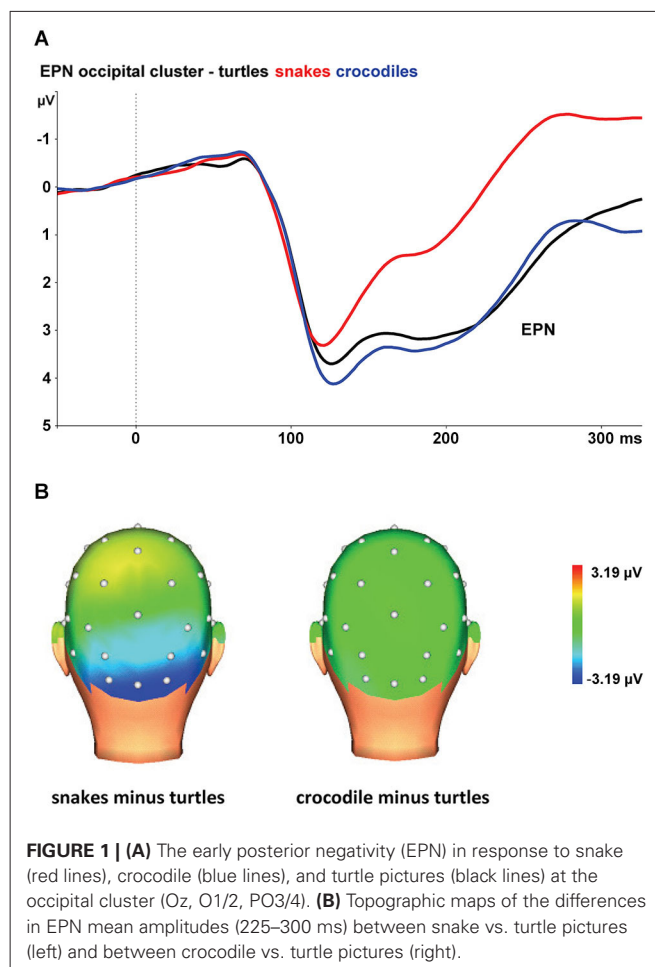 A
EPN occipital cluster - turtles snakes crocodiles
µV
-1
0
1
2
3
4
5
EPN
0 100 200 300 ms
B
3.19 µV
-3.19 µV
snakes minus turtles crocodile minus turtles
FIGURE 1 | (A) The early posterior negativity (EPN) in response to snake
(red lines), crocodile (blue lines), and turtle pictures (black lines) at the
occipital cluster (Oz, O1/2, PO3/4). (B) Topographic maps of the differences
in EPN mean amplitudes (225–300 ms) between snake vs. turtle pictures
(left) and between crocodile vs. turtle pictures (right).